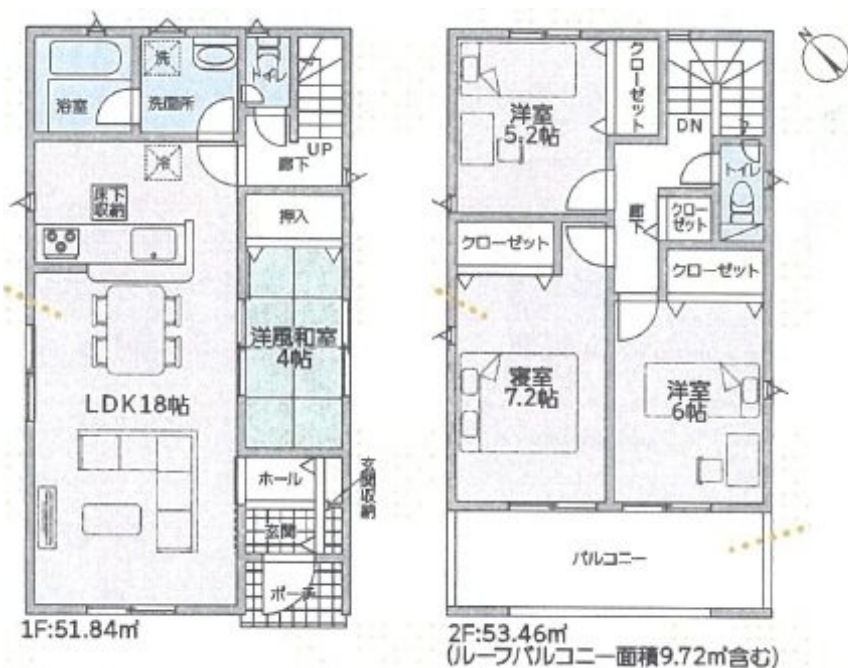 浴室
洗
洗面所
トイレ
UP
廊下
冷
床下
収納
押入
洋風和室
4帖
LDK18帖
ホール
玄関収納
玄関
ポーチ
1F:51.84㎡
N
洋室
5.2帖
クローゼット
DN
トイレ
廊下
クロー
ゼット
クローゼット
クローゼット
寝室
7.2帖
洋室
6帖
バルコニー
2F:53.46㎡
(ルーフバルコニー面積9.72㎡含む)